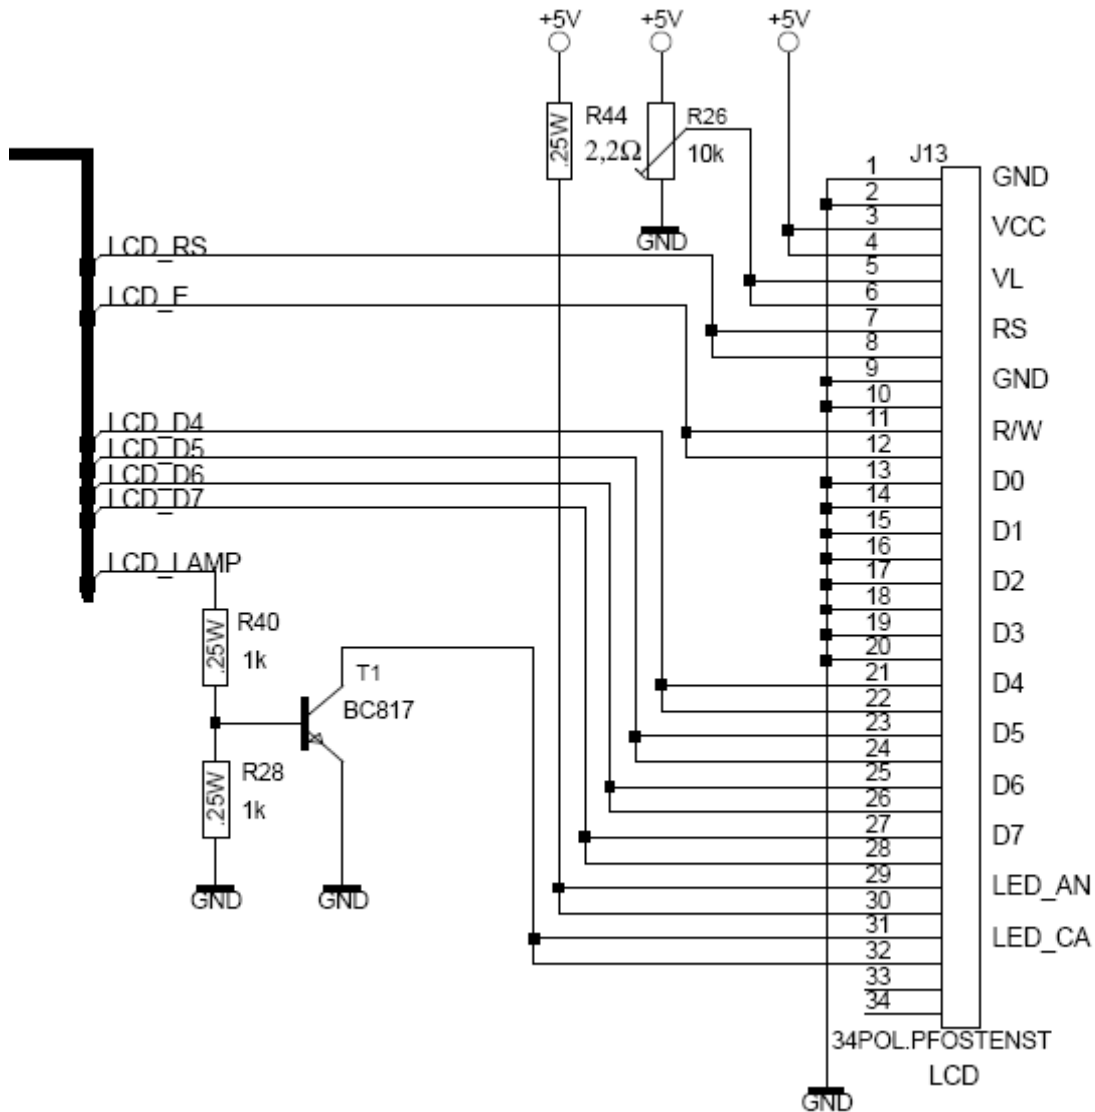 +5V +5V +5V
R44 R26
.25W 2,2Ω 10k
J13
1 GND
2
GND
3 VCC
LCD_RS
4
5 VL
LCD_E
6
7 RS
8
9 GND
10
LCD_D4
11 R/W
LCD_D5
12
LCD_D6
13 D0
LCD_D7
14
15 D1
LCD_LAMP
16
17 D2
18
R40
19 D3
.25W 1k
20
T1
21 D4
BC817
22
23 D5
24
R28
25 D6
.25W 1k
26
27 D7
28
29 LED_AN
GND GND
30
31 LED_CA
32
33
34
34POL.PFOSTENST
LCD
GND